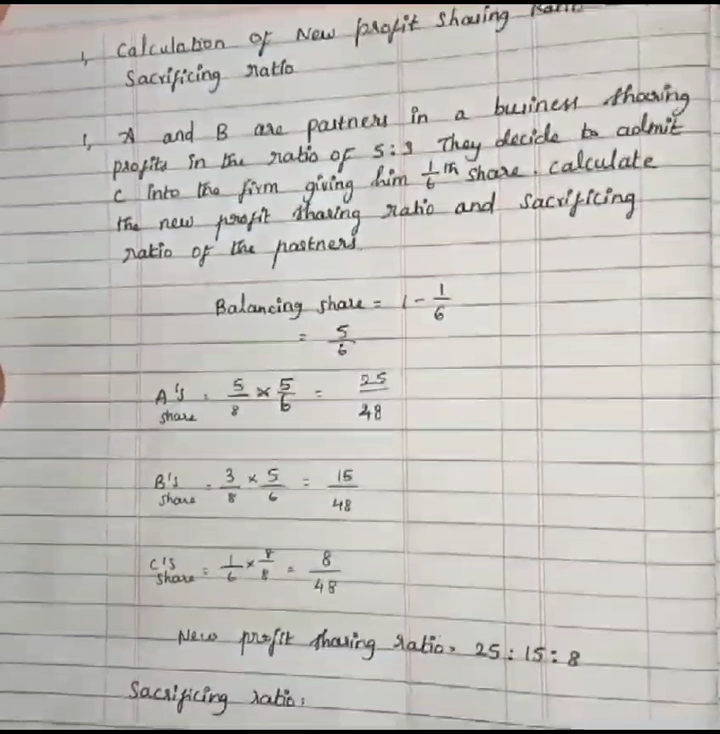 1, Calculation of New profit sharing Ratio
Sacrificing ratio
1, A and B are partners in a business sharing
profits in the ratio of 5:3 They decide to admit
C into the firm giving him 1/6 th share. calculate
the new profit sharing ratio and sacrificing
ratio of the partners.
Balancing share = 1 - 1/6
= 5/6
A's share = 5/8 × 5/6 = 25/48
B's share = 3/8 × 5/6 = 15/48
C's share = 1/6 × 8/8 = 8/48
New profit sharing ratio = 25 : 15 : 8
Sacrificing ratio: